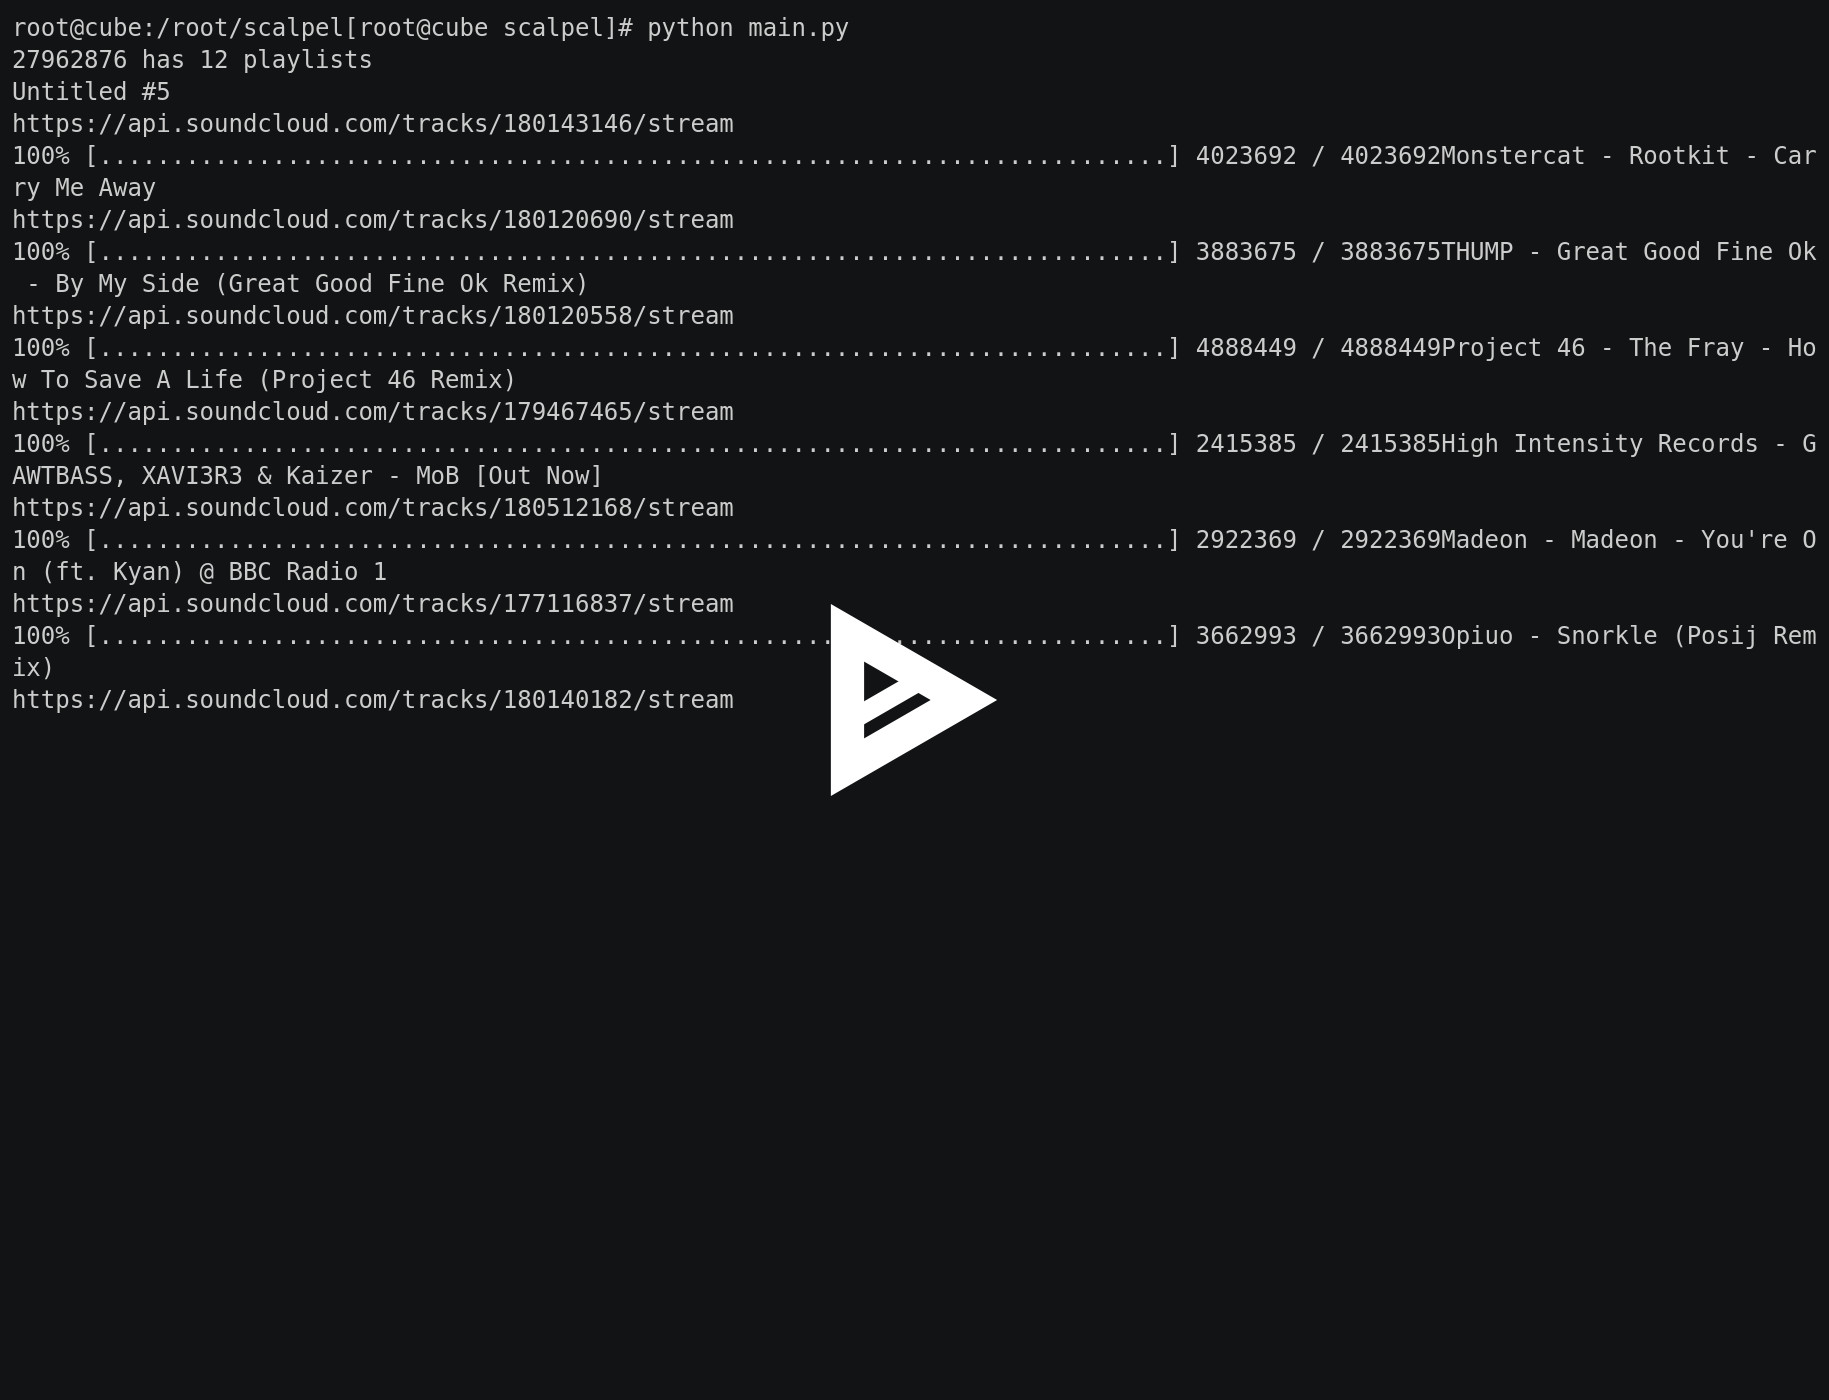 root@cube:/root/scalpel[root@cube scalpel]# python main.py
27962876 has 12 playlists
Untitled #5
https://api.soundcloud.com/tracks/180143146/stream
100% [..........................................................................] 4023692 / 4023692Monstercat - Rootkit - Car
ry Me Away
https://api.soundcloud.com/tracks/180120690/stream
100% [..........................................................................] 3883675 / 3883675THUMP - Great Good Fine Ok
 - By My Side (Great Good Fine Ok Remix)
https://api.soundcloud.com/tracks/180120558/stream
100% [..........................................................................] 4888449 / 4888449Project 46 - The Fray - Ho
w To Save A Life (Project 46 Remix)
https://api.soundcloud.com/tracks/179467465/stream
100% [..........................................................................] 2415385 / 2415385High Intensity Records - G
AWTBASS, XAVI3R3 & Kaizer - MoB [Out Now]
https://api.soundcloud.com/tracks/180512168/stream
100% [..........................................................................] 2922369 / 2922369Madeon - Madeon - You're O
n (ft. Kyan) @ BBC Radio 1
https://api.soundcloud.com/tracks/177116837/stream
100% [..........................................................................] 3662993 / 3662993Opiuo - Snorkle (Posij Rem
ix)
https://api.soundcloud.com/tracks/180140182/stream